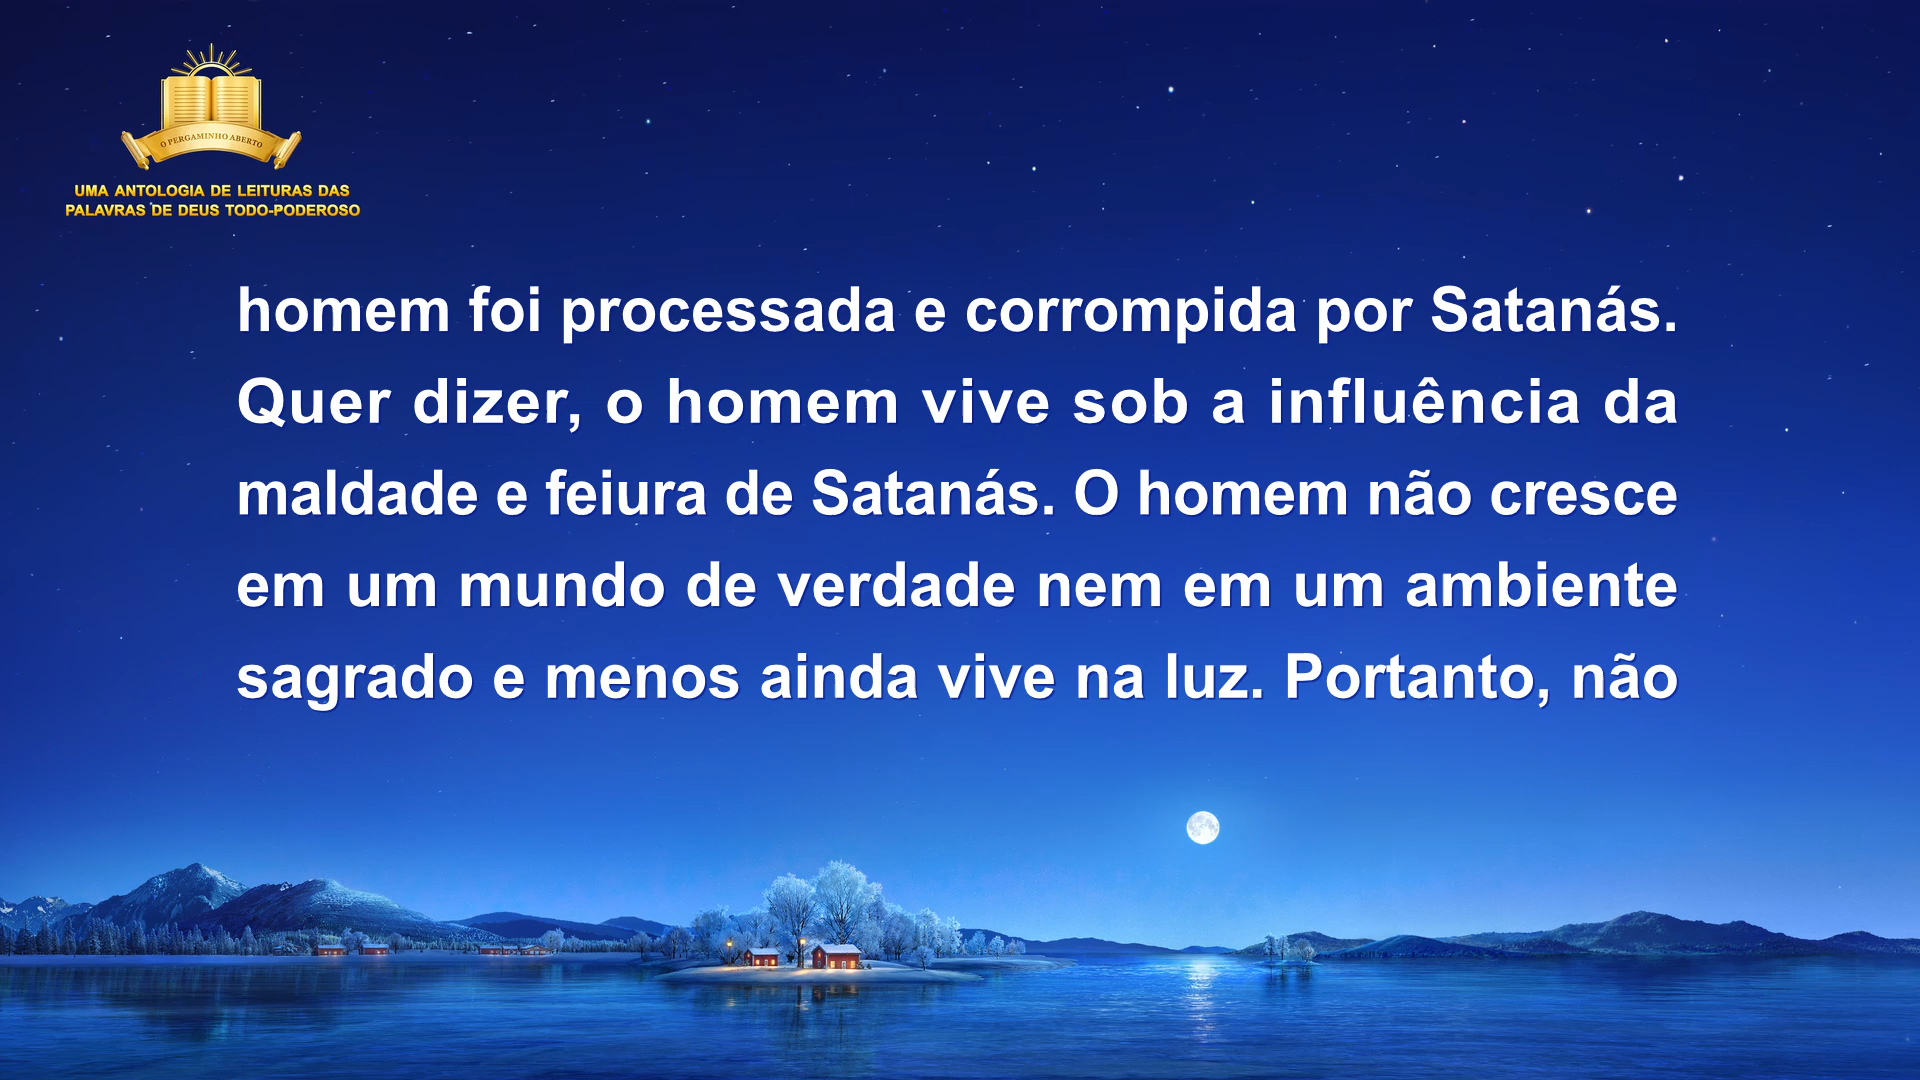 O PERGAMINHO ABERTO
UMA ANTOLOGIA DE LEITURAS DAS
PALAVRAS DE DEUS TODO-PODEROSO
homem foi processada e corrompida por Satanás.
Quer dizer, o homem vive sob a influência da
maldade e feiura de Satanás. O homem não cresce
em um mundo de verdade nem em um ambiente
sagrado e menos ainda vive na luz. Portanto, não